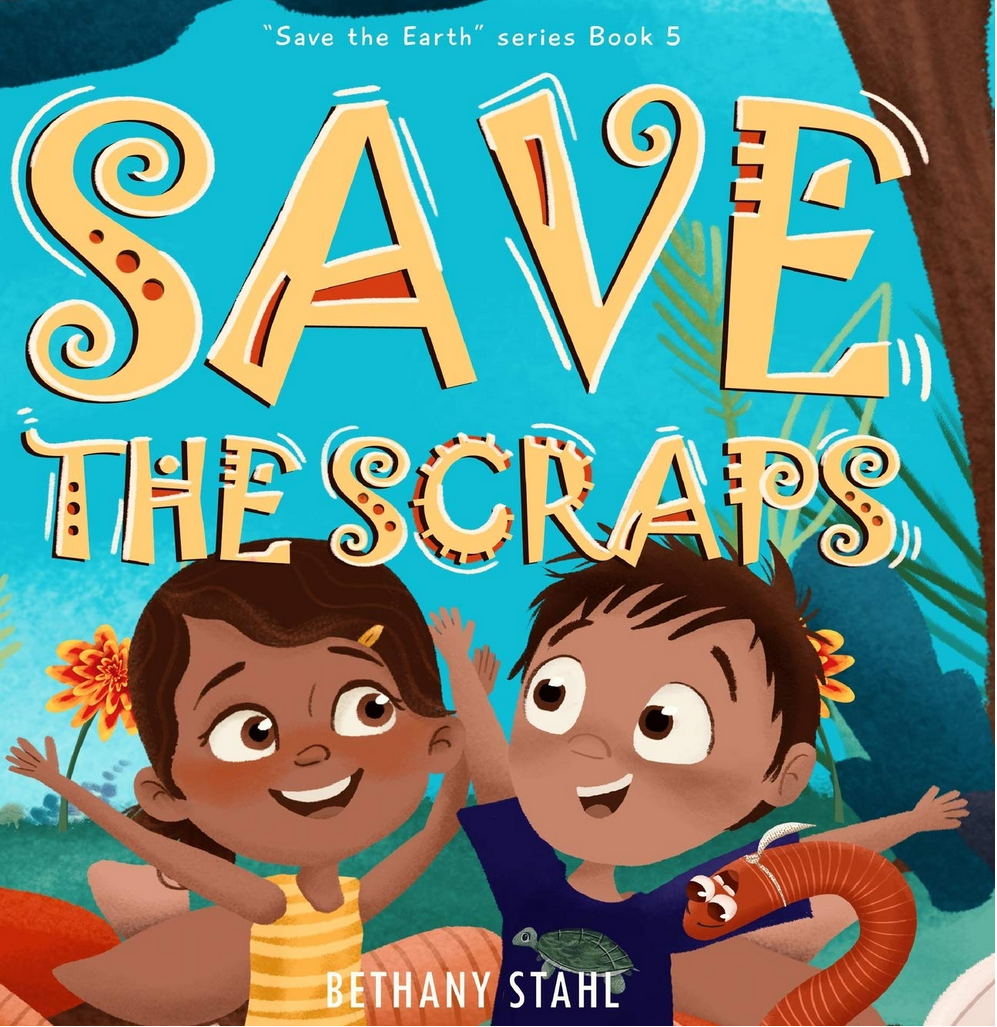 "Save the Earth" series Book 5
SAVE
THE SCRAPS
BETHANY STAHL